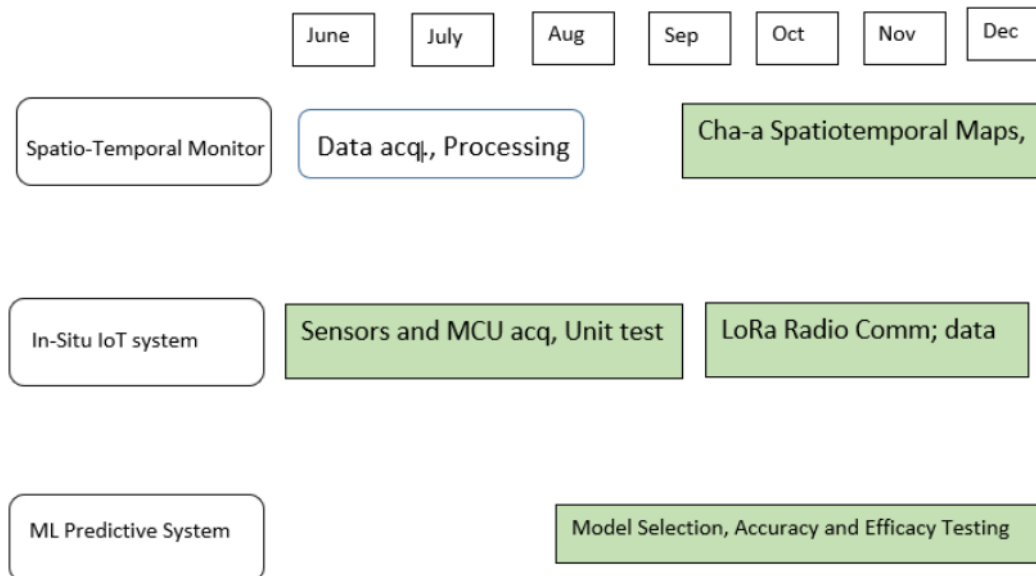 June
July
Aug
Sep
Oct
Nov
Dec
Spatio-Temporal Monitor
Data acq., Processing
Cha-a Spatiotemporal Maps,
In-Situ IoT system
Sensors and MCU acq, Unit test
LoRa Radio Comm; data
ML Predictive System
Model Selection, Accuracy and Efficacy Testing